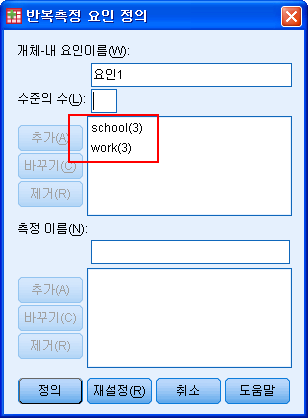 반복측정 요인 정의
개체-내 요인이름(W):
요인1
수준의 수(L):
추가(A)
school(3)
work(3)
바꾸기(C)
제거(R)
측정 이름(N):
추가(A)
바꾸기(C)
제거(R)
정의 재설정(R) 취소 도움말